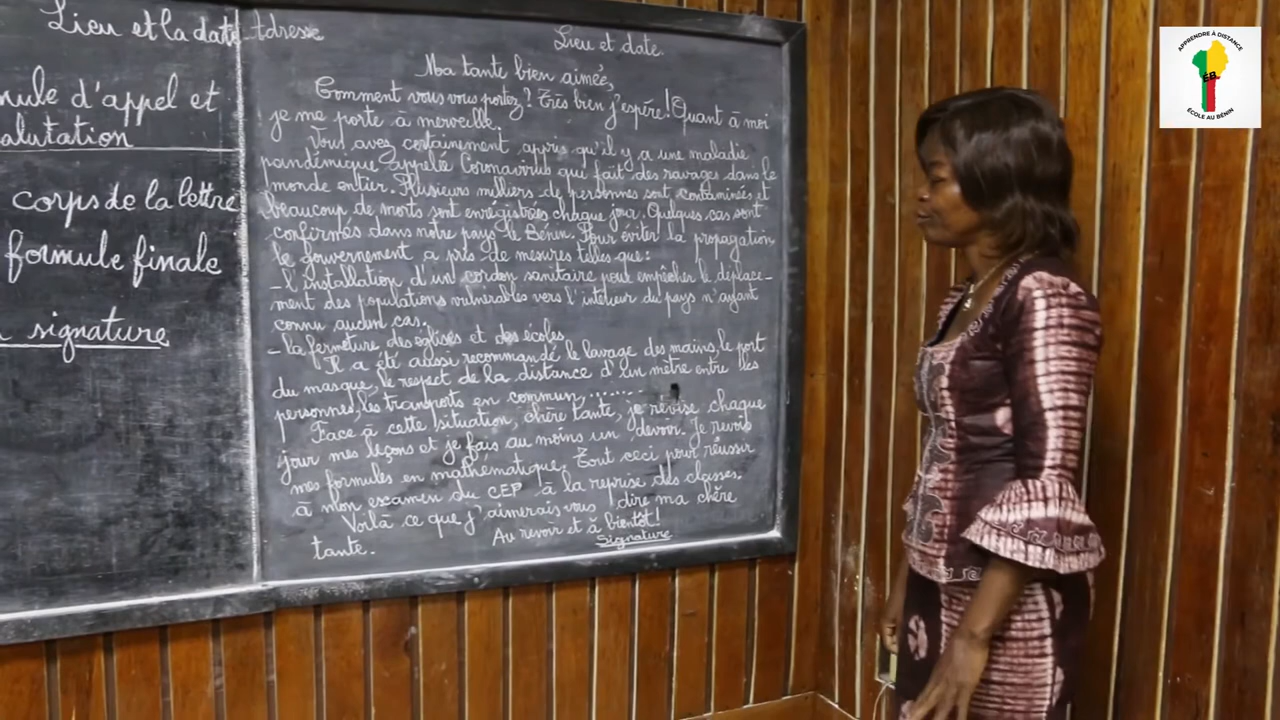 Lieu et la date
mule d'appel et
salutation
corps de la lettre
formule finale
signature
Adresse
Lieu et date.
Ma tante bien aimée,
Comment vous vous portez? Très bien j'espère! Quant à moi
je me porte à merveille.
Vous avez certainement appris qu'il y a une maladie
pandémique appelée Coronavirus qui fait des ravages dans le
monde entier. Plusieurs milliers de personnes sont contaminées et
beaucoup de morts sont enrégistrées chaque jour. Quelques cas sont
confirmés dans notre pays le Bénin. Pour éviter la propagation,
le gouvernement a pris de mesures telles que:
- l'installation d'un cordon sanitaire pour empêcher le déplace-
ment des populations vulnérables vers l'intérieur du pays n'ayant
connu aucun cas.
- la fermeture des églises et des écoles
Il a été aussi recommandé le lavage des mains, le port
du masque, le respect de la distance d'un mètre entre les
personnes, les transports en commun, .......
Face à cette situation, chère tante, je révise chaque
jour mes leçons et je fais au moins un devoir. Je revois
mes formules en mathématique. Tout ceci pour réussir
à mon examen du CEP à la reprise des classes.
Voilà ce que j'aimerais vous dire ma chère
tante.
Au revoir et à bientôt!
Signature
APPRENDRE À DISTANCE
ÉB
ÉCOLE AU BÉNIN